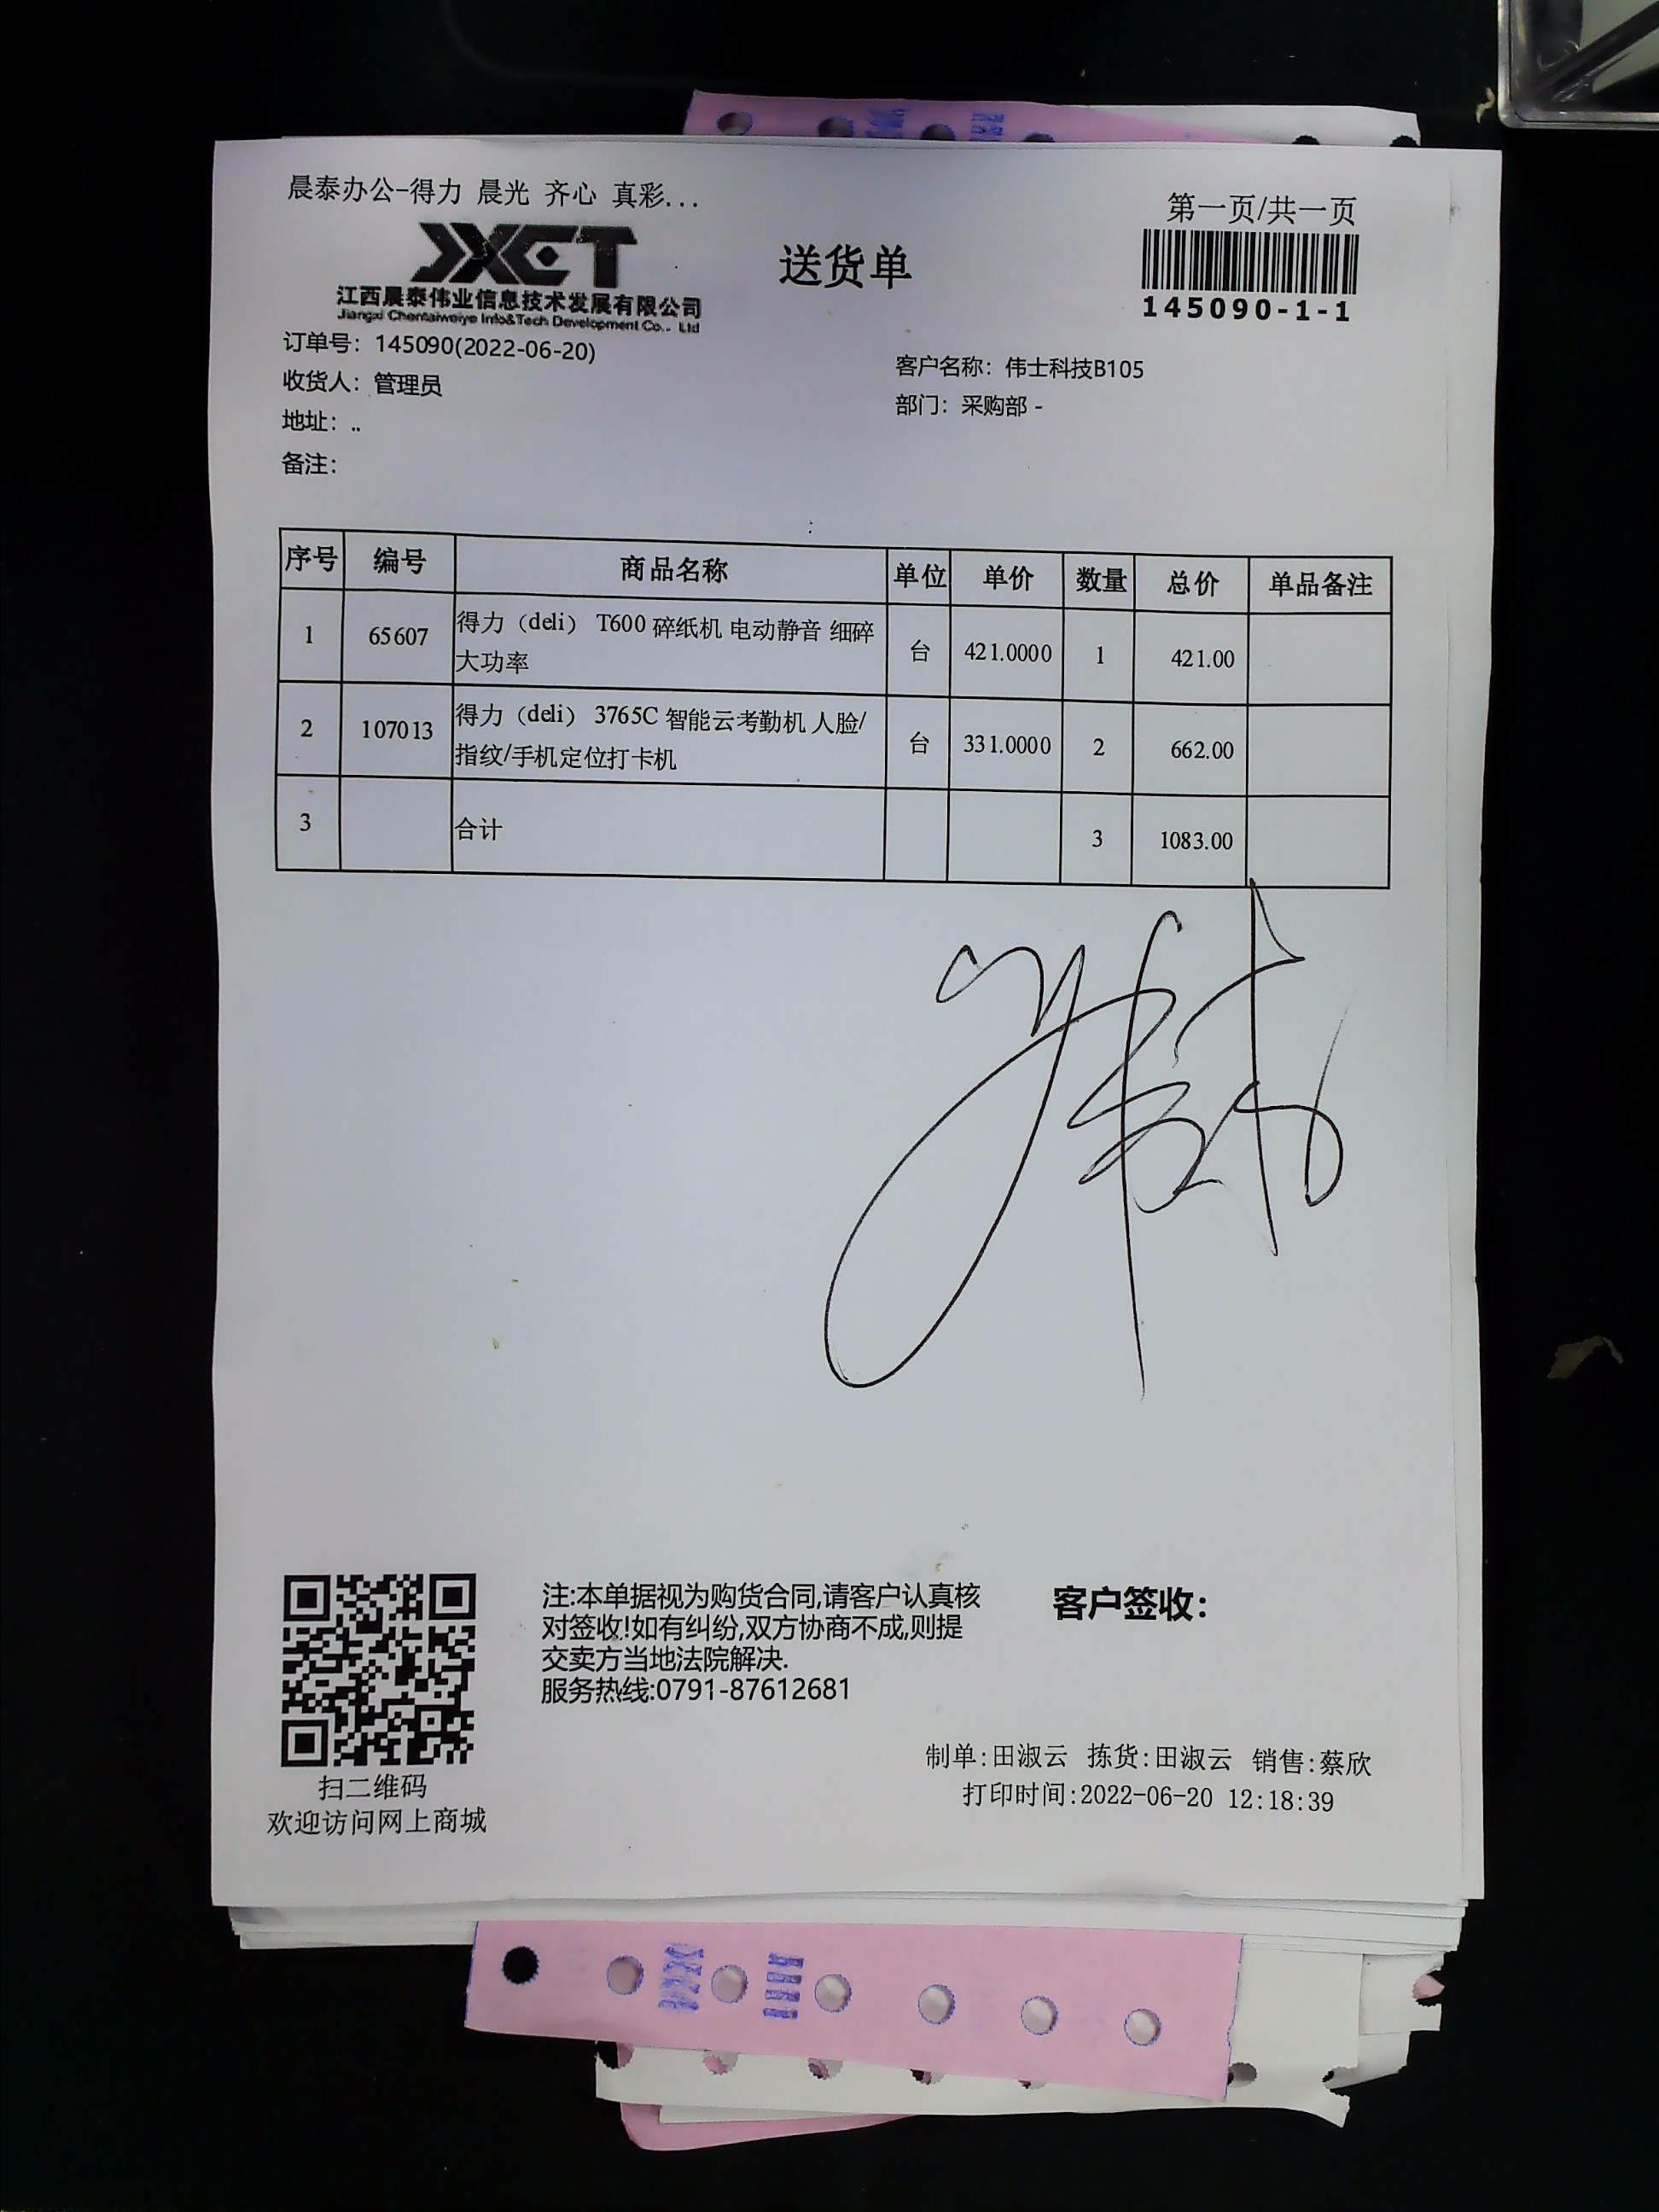 晨泰办公-得力 晨光 齐心 真彩...
第一页/共一页
JXCT
送货单
江西晨泰伟业信息技术发展有限公司
Jiangxi Chentaiweiye Info&Tech Development Co.. Ltd
145090-1-1
订单号: 145090(2022-06-20)
客户名称: 伟士科技B105
收货人: 管理员
部门: 采购部 -
地址: ..
备注:
序号 编号 商品名称 单位 单价 数量 总价 单品备注
1 65607 得力（deli） T600 碎纸机 电动静音 细碎 台 421.0000 1 421.00
大功率
2 107013 得力（deli） 3765C 智能云考勤机 人脸/ 台 331.0000 2 662.00
指纹/手机定位打卡机
3 合计 3 1083.00
注:本单据视为购货合同,请客户认真核
对签收!如有纠纷,双方协商不成,则提
交卖方当地法院解决.
服务热线:0791-87612681
客户签收:
扫二维码
欢迎访问网上商城
制单:田淑云 拣货:田淑云 销售:蔡欣
打印时间:2022-06-20 12:18:39